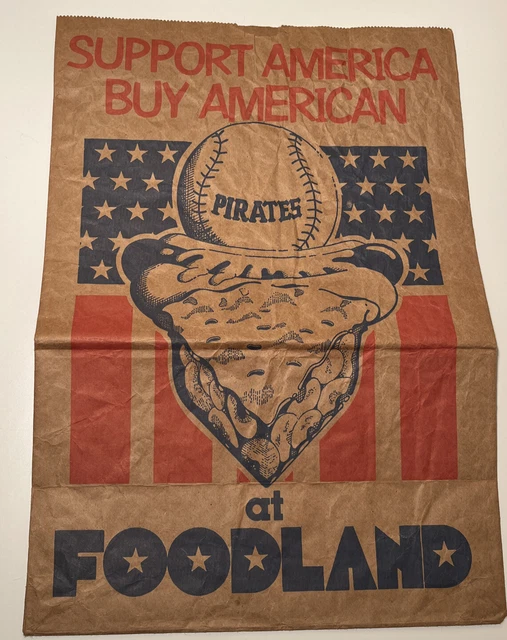 SUPPORT AMERICA
BUY AMERICAN
PIRATES
at
FOODLAND